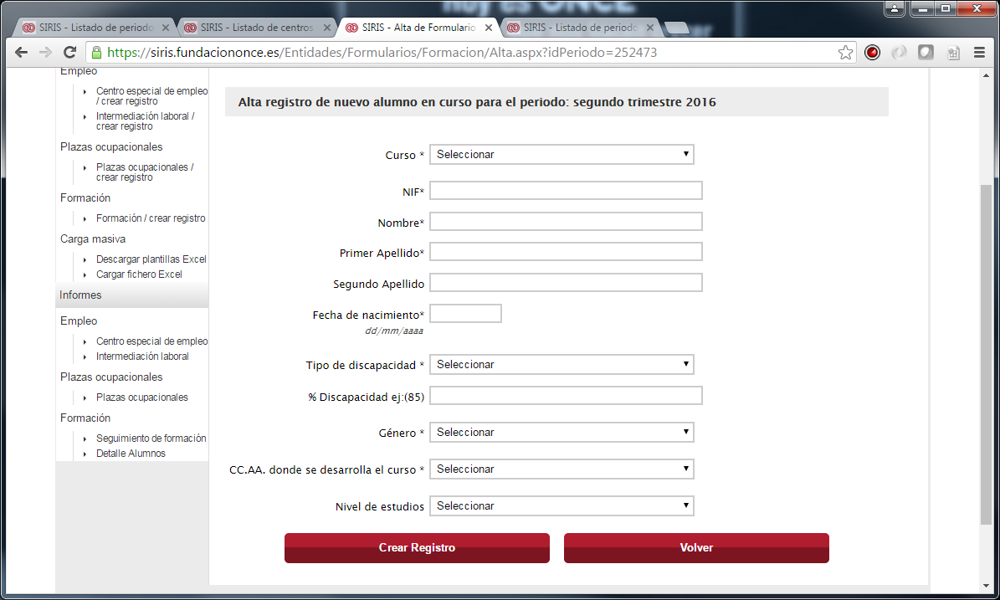 hoy es ONCE
SIRIS - Listado de periodo
SIRIS - Listado de centros
SIRIS - Alta de Formulario
SIRIS - Listado de periodo
https://siris.fundaciononce.es/Entidades/Formularios/Formacion/Alta.aspx?idPeriodo=252473
Empleo
Centro especial de empleo
/ crear registro
Intermediación laboral /
crear registro
Plazas ocupacionales
Plazas ocupacionales /
crear registro
Formación
Formación / crear registro
Carga masiva
Descargar plantillas Excel
Cargar fichero Excel
Informes
Empleo
Centro especial de empleo
Intermediación laboral
Plazas ocupacionales
Plazas ocupacionales
Formación
Seguimiento de formación
Detalle Alumnos
Alta registro de nuevo alumno en curso para el periodo: segundo trimestre 2016
Curso * Seleccionar
NIF*
Nombre*
Primer Apellido*
Segundo Apellido
Fecha de nacimiento*
dd/mm/aaaa
Tipo de discapacidad * Seleccionar
% Discapacidad ej:(85)
Género * Seleccionar
CC.AA. donde se desarrolla el curso * Seleccionar
Nivel de estudios Seleccionar
Crear Registro Volver